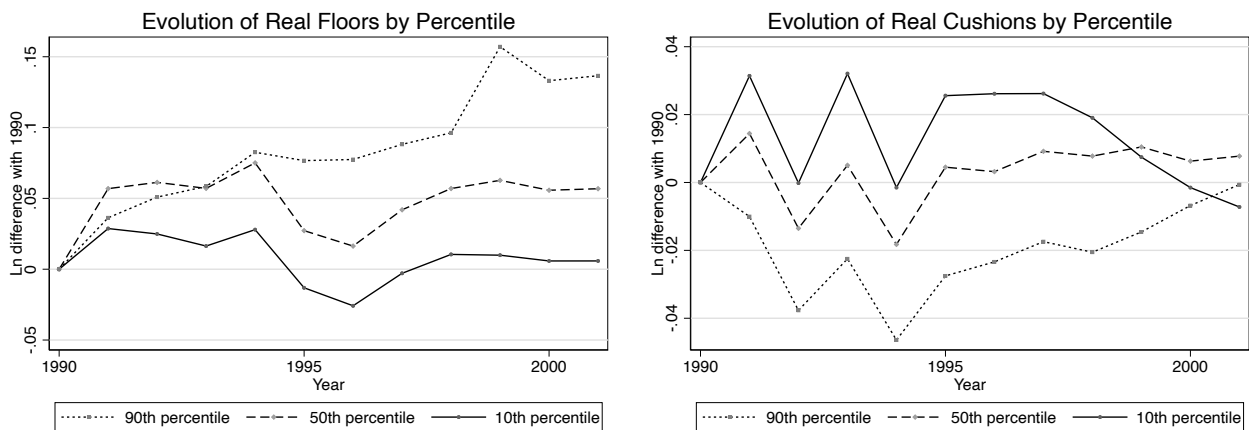 Evolution of Real Floors by Percentile
Ln difference with 1990
.15
.1
.05
0
-.05
1990 1995 2000
Year
90th percentile 50th percentile 10th percentile
Evolution of Real Cushions by Percentile
Ln difference with 1990
.04
.02
0
-.02
-.04
1990 1995 2000
Year
90th percentile 50th percentile 10th percentile